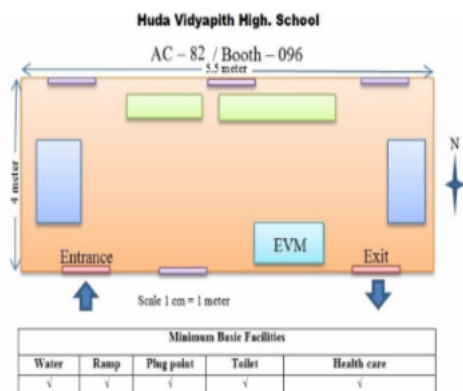 Huda Vidyapith High. School
AC – 82 / Booth – 096
5.5 meter
4 meter
N
EVM
Entrance
Exit
Scale 1 cm = 1 meter
Minimum Basic Facilities
Water Ramp Plug point Toilet Health care
√ √ √ √ √